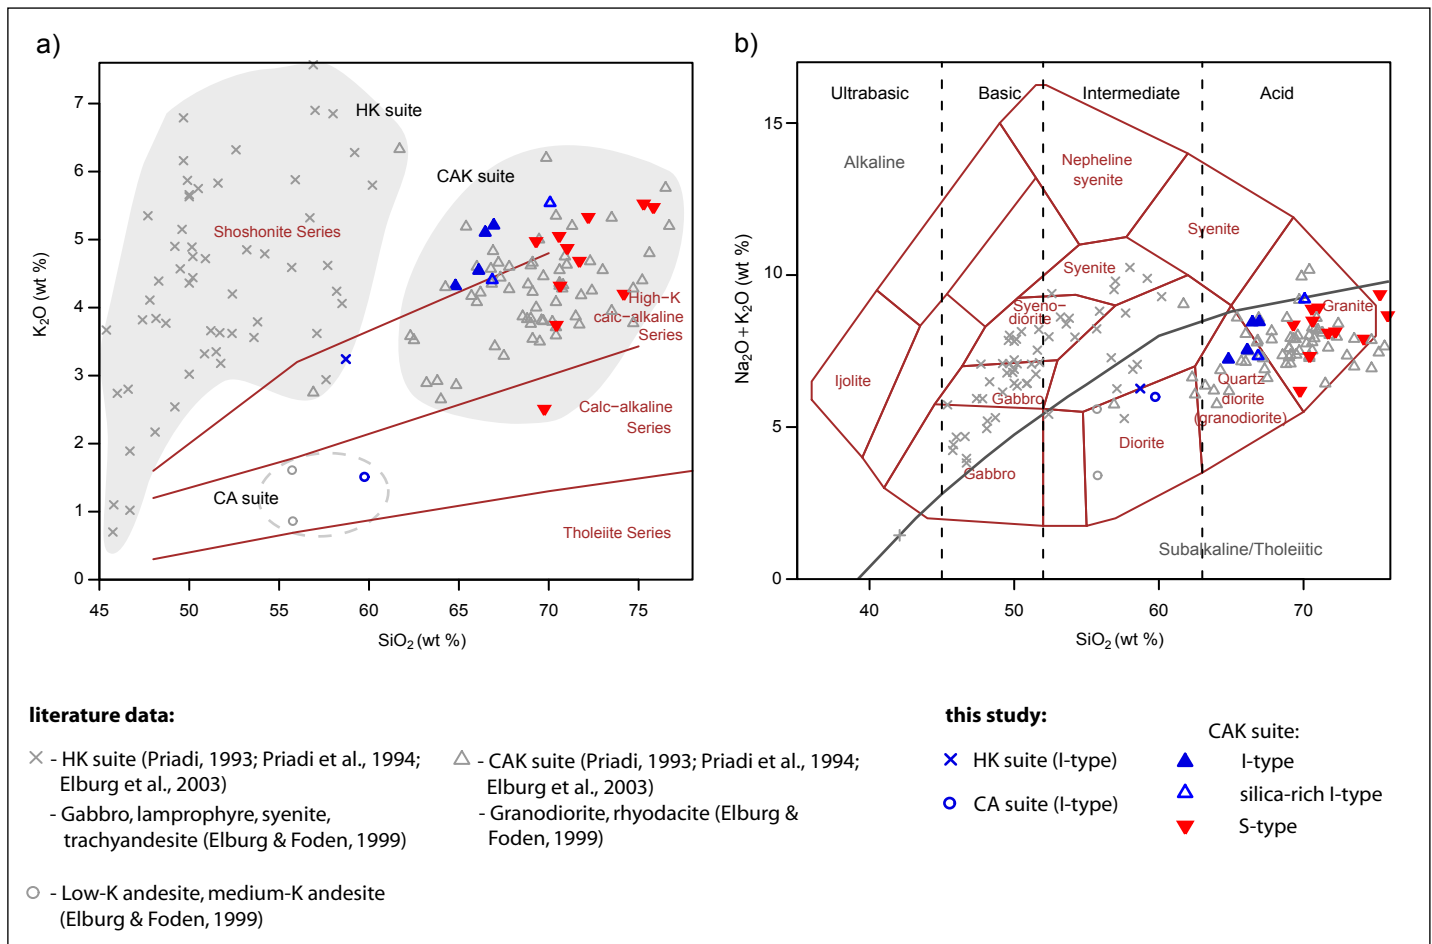 a)
HK suite
CAK suite
Shoshonite Series
High−K
calc−alkaline
Series
Calc−alkaline
Series
CA suite
Tholeiite Series
7
6
5
4
3
2
1
0
K2O (wt %)
45
50
55
60
65
70
75
SiO2 (wt %)
b)
Ultrabasic
Basic
Intermediate
Acid
Alkaline
Nepheline
syenite
Syenite
Syenite
Syeno−
diorite
Granite
Ijolite
Gabbro
Quartz
diorite
(granodiorite)
Diorite
Gabbro
Subalkaline/Tholeiitic
15
10
5
0
Na2O + K2O (wt %)
40
50
60
70
SiO2 (wt %)
literature data:
- HK suite (Priadi, 1993; Priadi et al., 1994;
Elburg et al., 2003)
- Gabbro, lamprophyre, syenite,
trachyandesite (Elburg & Foden, 1999)
- Low-K andesite, medium-K andesite
(Elburg & Foden, 1999)
- CAK suite (Priadi, 1993; Priadi et al., 1994;
Elburg et al., 2003)
- Granodiorite, rhyodacite (Elburg &
Foden, 1999)
this study:
HK suite (I-type)
CA suite (I-type)
CAK suite:
I-type
silica-rich I-type
S-type